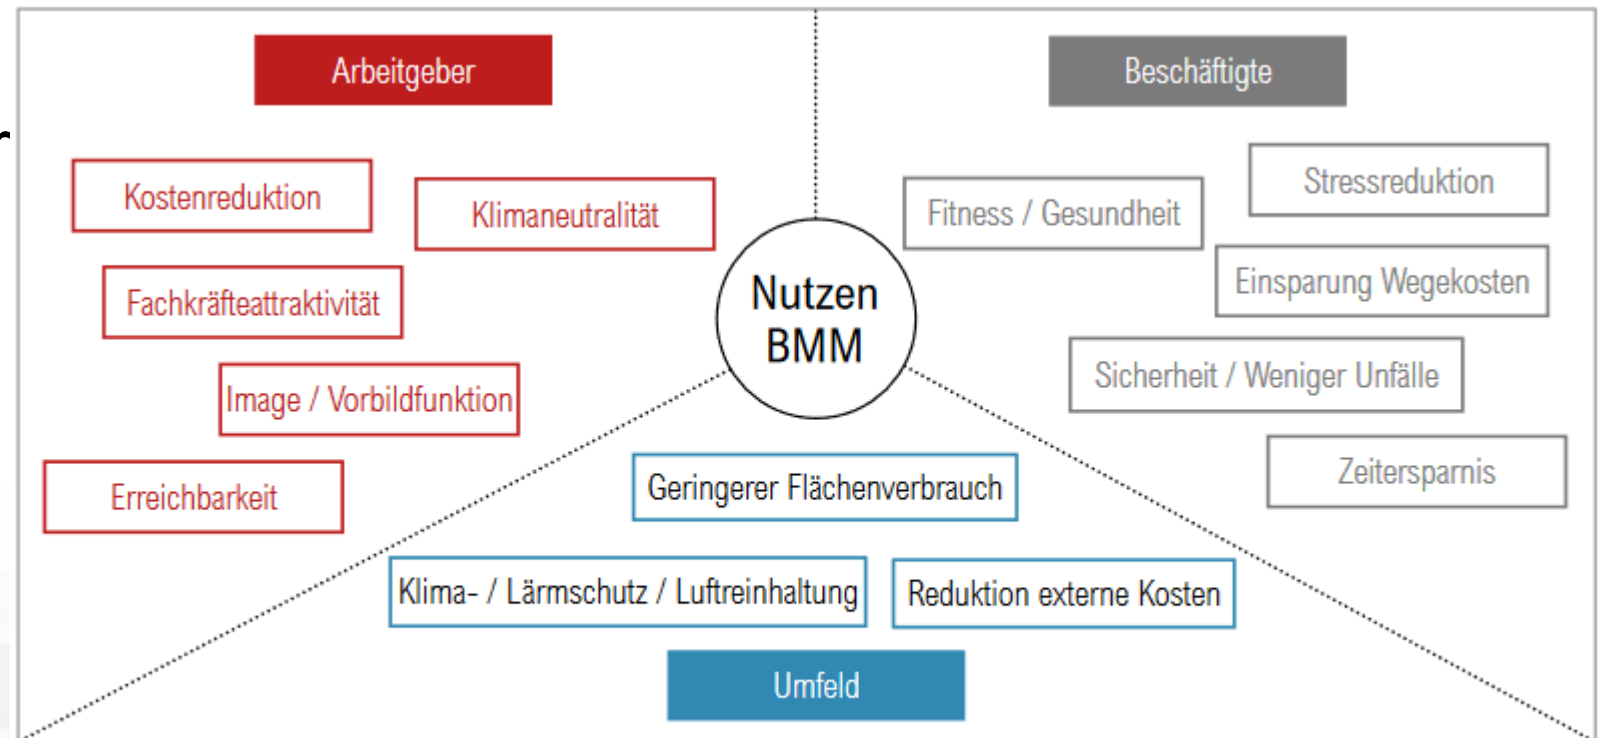 Arbeitgeber
Kostenreduktion
Klimaneutralität
Fachkräfteattraktivität
Image / Vorbildfunktion
Erreichbarkeit
Beschäftigte
Stressreduktion
Fitness / Gesundheit
Einsparung Wegekosten
Sicherheit / Weniger Unfälle
Zeitersparnis
Nutzen
BMM
Geringerer Flächenverbrauch
Klima- / Lärmschutz / Luftreinhaltung
Reduktion externe Kosten
Umfeld